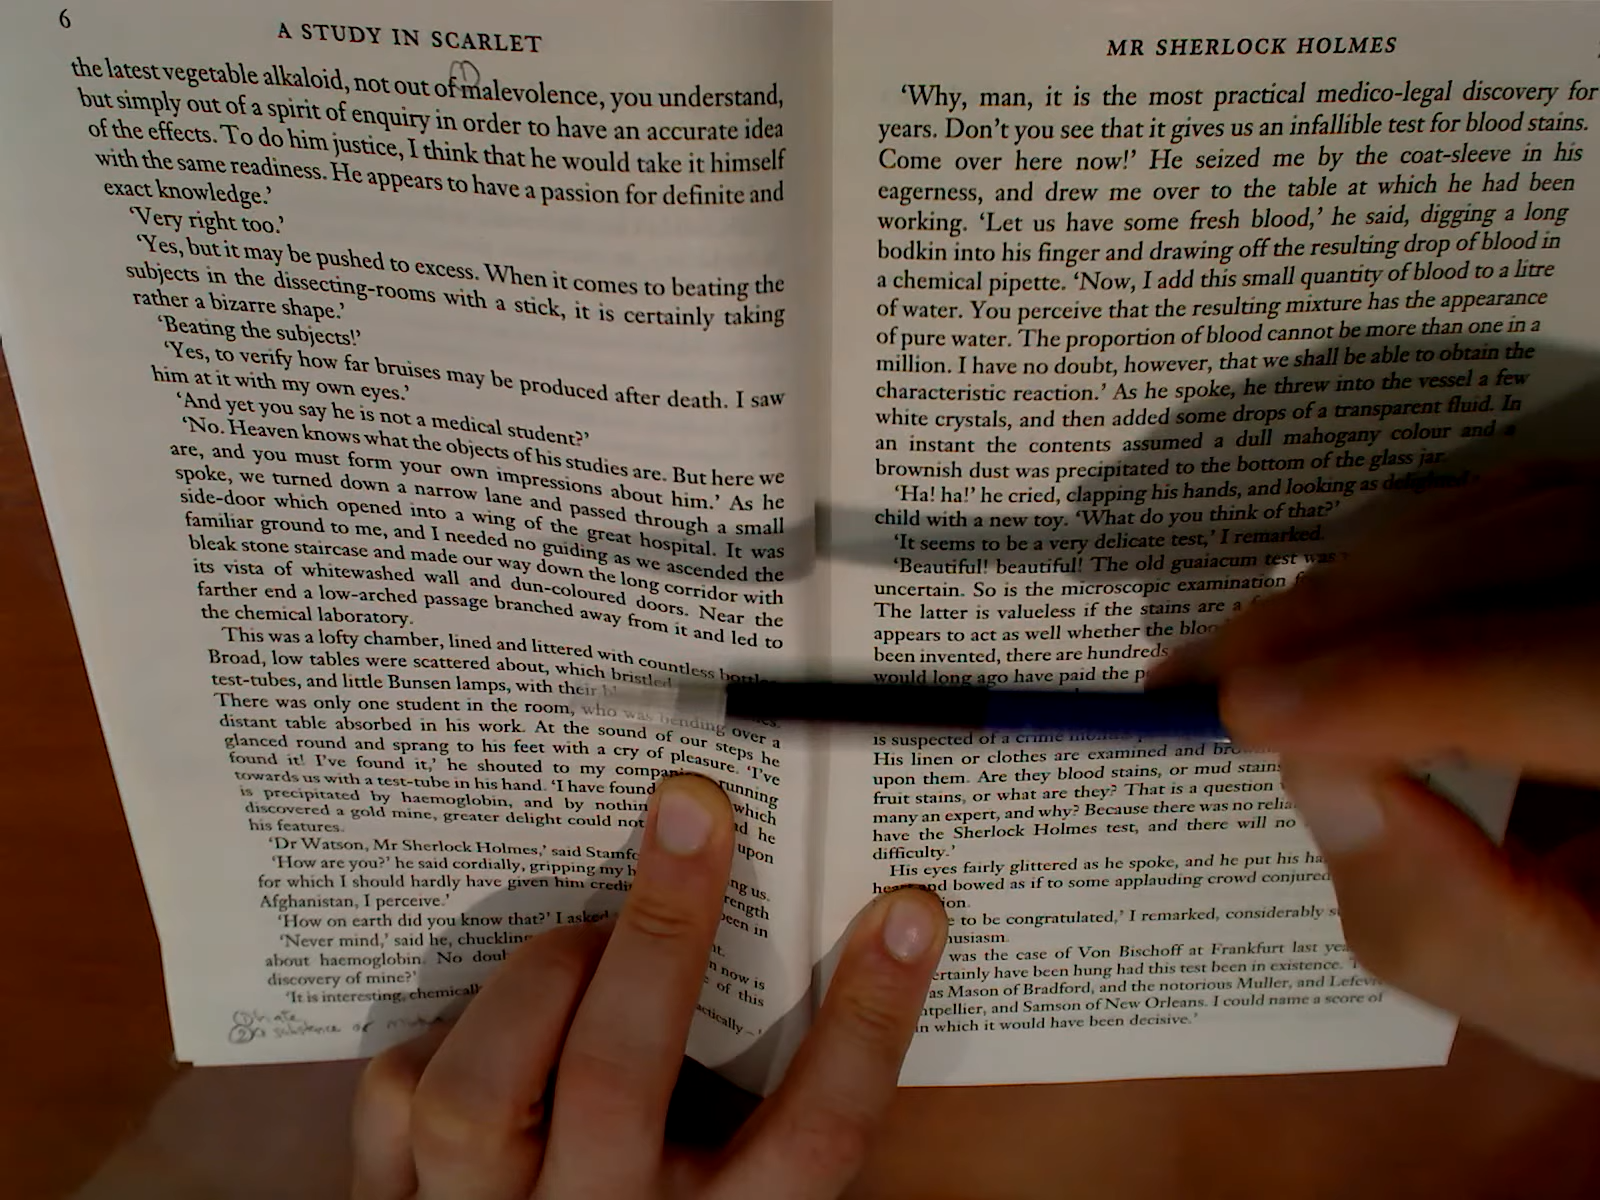 6
A STUDY IN SCARLET
the latest vegetable alkaloid, not out of malevolence, you understand,
but simply out of a spirit of enquiry in order to have an accurate idea
of the effects. To do him justice, I think that he would take it himself
with the same readiness. He appears to have a passion for definite and
exact knowledge.’
‘Very right too.’
‘Yes, but it may be pushed to excess. When it comes to beating the
subjects in the dissecting-rooms with a stick, it is certainly taking
rather a bizarre shape.’
‘Beating the subjects!’
‘Yes, to verify how far bruises may be produced after death. I saw
him at it with my own eyes.’
‘And yet you say he is not a medical student?’
‘No. Heaven knows what the objects of his studies are. But here we
are, and you must form your own impressions about him.’ As he
spoke, we turned down a narrow lane and passed through a small
side-door which opened into a wing of the great hospital. It was
familiar ground to me, and I needed no guiding as we ascended the
bleak stone staircase and made our way down the long corridor with
its vista of whitewashed wall and dun-coloured doors. Near the
farther end a low-arched passage branched away from it and led to
the chemical laboratory.
This was a lofty chamber, lined and littered with countless
Broad, low tables were scattered about, which bristled
test-tubes, and little Bunsen lamps, with their
There was only one student in the room, who was bending over a
distant table absorbed in his work. At the sound of our steps he
glanced round and sprang to his feet with a cry of pleasure. ‘I’ve
found it! I’ve found it,’ he shouted to my running
towards us with a test-tube in his hand. ‘I have found which
is precipitated by haemoglobin, and by he
discovered a gold mine, greater delight could not upon
his features.
‘Dr Watson, Mr Sherlock Holmes,’ said us.
‘How are you?’ he said cordially, gripping my
for which I should hardly have given him in
Afghanistan, I perceive.’
‘How on earth did you know that?’ I
‘Never mind,’ said he, now is
about haemoglobin. No of this
discovery of mine?’
‘It is interesting,
①
②a substance or
MR SHERLOCK HOLMES
‘Why, man, it is the most practical medico-legal discovery for
years. Don’t you see that it gives us an infallible test for blood stains.
Come over here now!’ He seized me by the coat-sleeve in his
eagerness, and drew me over to the table at which he had been
working. ‘Let us have some fresh blood,’ he said, digging a long
bodkin into his finger and drawing off the resulting drop of blood in
a chemical pipette. ‘Now, I add this small quantity of blood to a litre
of water. You perceive that the resulting mixture has the appearance
of pure water. The proportion of blood cannot be more than one in a
million. I have no doubt, however, that we shall be able to obtain the
characteristic reaction.’ As he spoke, he threw into the vessel a few
white crystals, and then added some drops of a transparent fluid. In
an instant the contents assumed a dull mahogany colour and a
brownish dust was precipitated to the bottom of the glass jar.
‘Ha! ha!’ he cried, clapping his hands, and looking as delighted
child with a new toy. ‘What do you think of that?’
‘It seems to be a very delicate test,’ I remarked.
‘Beautiful! beautiful! The old guaiacum test was
uncertain. So is the microscopic examination
The latter is valueless if the stains are a
appears to act as well whether the
been invented, there are hundreds
would long ago have paid the
is suspected of a crime
His linen or clothes are examined and
upon them. Are they blood stains, or mud
fruit stains, or what are they? That is a question
many an expert, and why? Because there was no
have the Sherlock Holmes test, and there will no
difficulty.’
His eyes fairly glittered as he spoke, and he put his
and bowed as if to some applauding crowd conjured
to be congratulated,’ I remarked, considerably
was the case of Von Bischoff at Frankfurt last
have been hung had this test been in existence.
as Mason of Bradford, and the notorious Muller, and
and Samson of New Orleans. I could name a score of
in which it would have been decisive.’